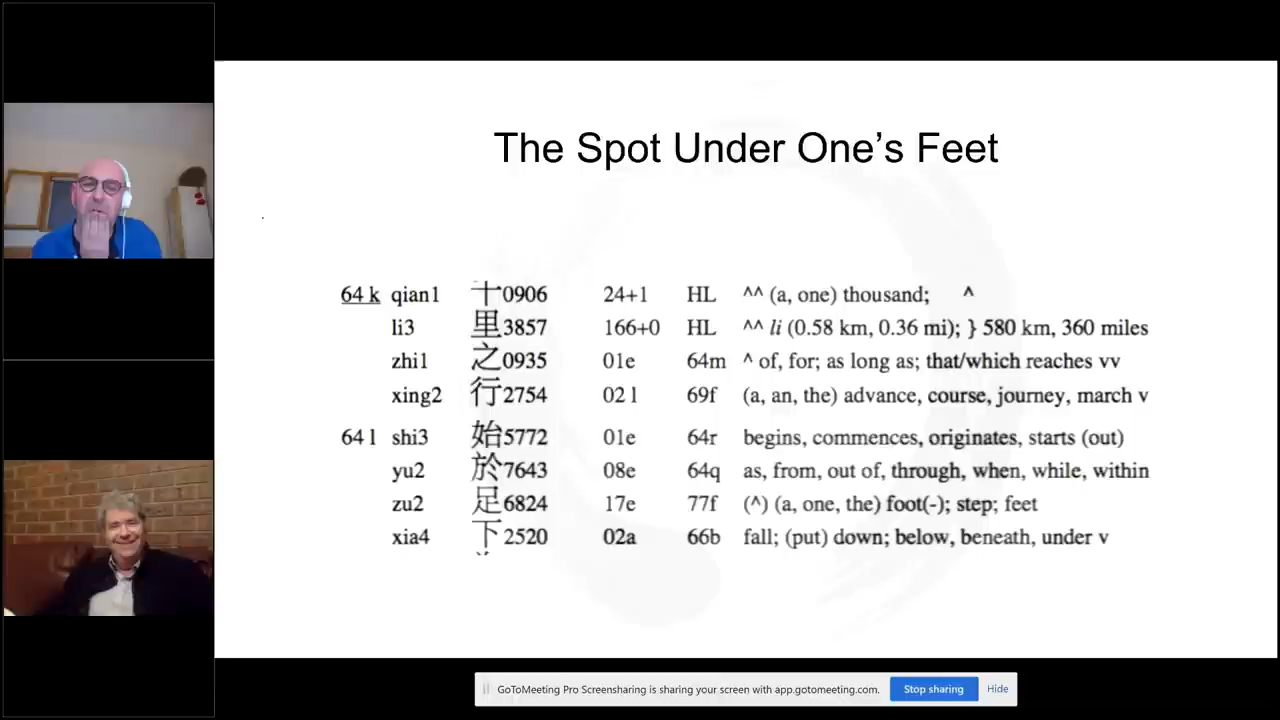 The Spot Under One's Feet
64 k qian1 千0906 24+1 HL ^^ (a, one) thousand; ^
li3 里3857 166+0 HL ^^ li (0.58 km, 0.36 mi); } 580 km, 360 miles
zhi1 之0935 01e 64m ^ of, for; as long as; that/which reaches vv
xing2 行2754 02 l 69f (a, an, the) advance, course, journey, march v
64 l shi3 始5772 01e 64r begins, commences, originates, starts (out)
yu2 於7643 08e 64q as, from, out of, through, when, while, within
zu2 足6824 17e 77f (^) (a, one, the) foot(-); step; feet
xia4 下2520 02a 66b fall; (put) down; below, beneath, under v
GoToMeeting Pro Screensharing is sharing your screen with app.gotomeeting.com. Stop sharing Hide